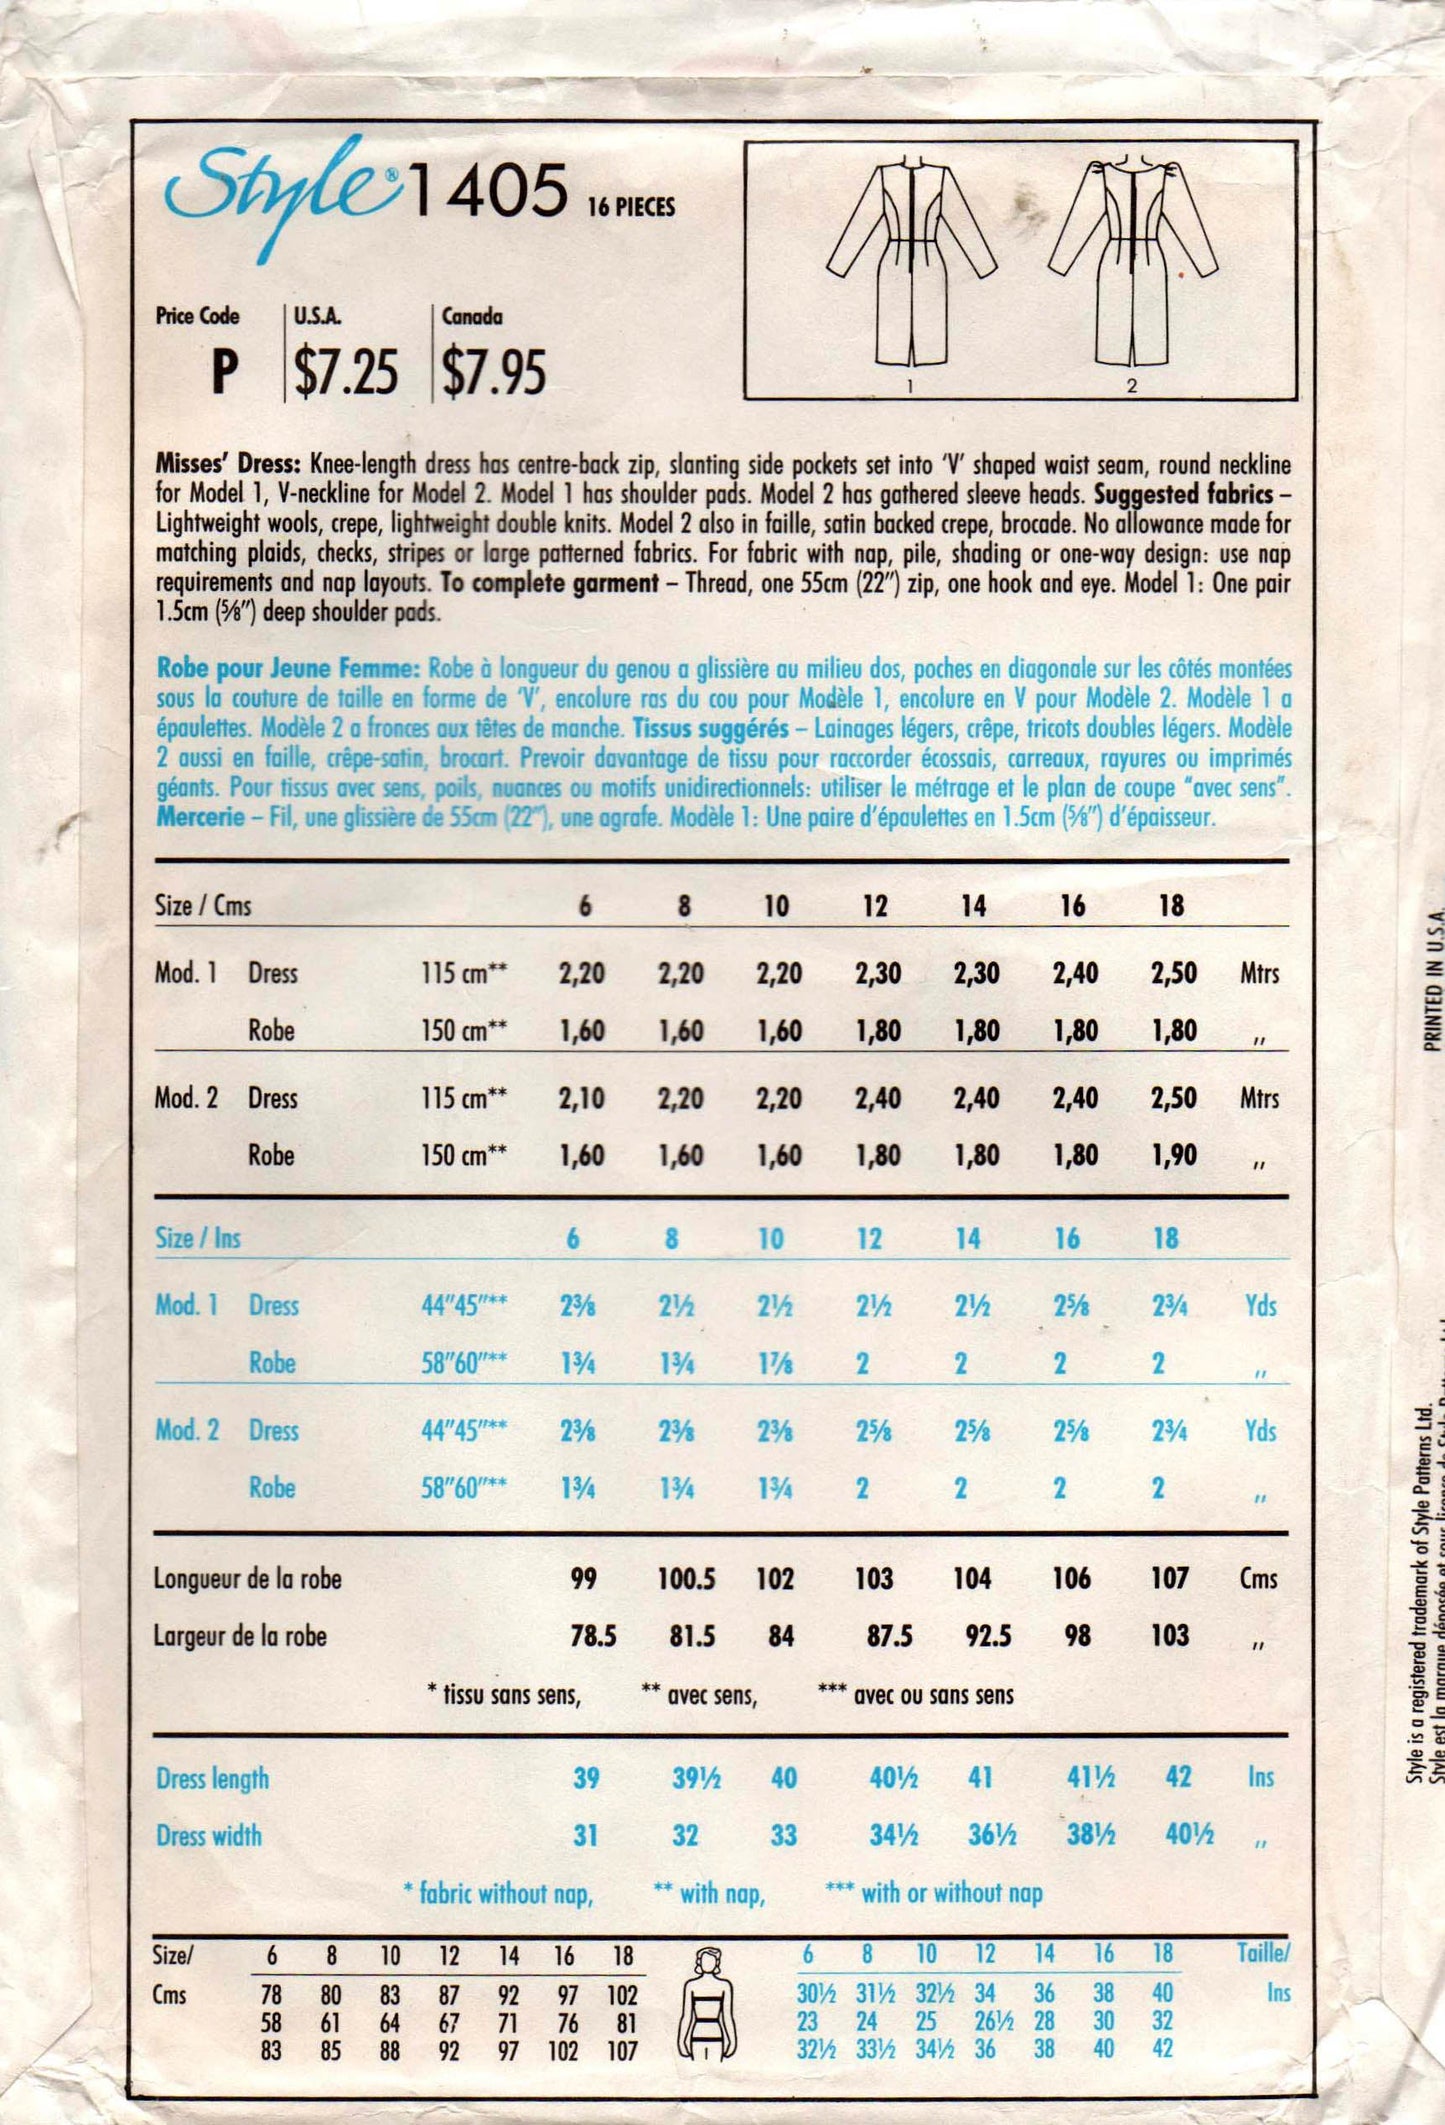 Style® 1405 16 PIECES
1 2
Price Code U.S.A. Canada
P $7.25 $7.95
Misses' Dress: Knee-length dress has centre-back zip, slanting side pockets set into 'V' shaped waist seam, round neckline
for Model 1, V-neckline for Model 2. Model 1 has shoulder pads. Model 2 has gathered sleeve heads. Suggested fabrics –
Lightweight wools, crepe, lightweight double knits. Model 2 also in faille, satin backed crepe, brocade. No allowance made for
matching plaids, checks, stripes or large patterned fabrics. For fabric with nap, pile, shading or one-way design: use nap
requirements and nap layouts. To complete garment – Thread, one 55cm (22") zip, one hook and eye. Model 1: One pair
1.5cm (⅝") deep shoulder pads.
Robe pour Jeune Femme: Robe à longueur du genou a glissière au milieu dos, poches en diagonale sur les côtés montées
sous la couture de taille en forme de 'V', encolure ras du cou pour Modèle 1, encolure en V pour Modèle 2. Modèle 1 a
épaulettes. Modèle 2 a fronces aux têtes de manche. Tissus suggérés – Lainages légers, crêpe, tricots doubles légers. Modèle
2 aussi en faille, crêpe-satin, brocart. Prevoir davantage de tissu pour raccorder écossais, carreaux, rayures ou imprimés
géants. Pour tissus avec sens, poils, nuances ou motifs unidirectionnels: utiliser le métrage et le plan de coupe "avec sens".
Mercerie – Fil, une glissière de 55cm (22"), une agrafe. Modèle 1: Une paire d'épaulettes en 1.5cm (⅝") d'épaisseur.
Size / Cms 6 8 10 12 14 16 18
Mod. 1 Dress 115 cm** 2,20 2,20 2,20 2,30 2,30 2,40 2,50 Mtrs
Robe 150 cm** 1,60 1,60 1,60 1,80 1,80 1,80 1,80 ,,
Mod. 2 Dress 115 cm** 2,10 2,20 2,20 2,40 2,40 2,40 2,50 Mtrs
Robe 150 cm** 1,60 1,60 1,60 1,80 1,80 1,80 1,90 ,,
Size / Ins 6 8 10 12 14 16 18
Mod. 1 Dress 44"45"** 2⅜ 2½ 2½ 2½ 2½ 2⅝ 2¾ Yds
Robe 58"60"** 1¾ 1¾ 1⅞ 2 2 2 2 ,,
Mod. 2 Dress 44"45"** 2⅜ 2⅜ 2⅜ 2⅝ 2⅝ 2⅝ 2¾ Yds
Robe 58"60"** 1¾ 1¾ 1¾ 2 2 2 2 ,,
Longueur de la robe 99 100.5 102 103 104 106 107 Cms
Largeur de la robe 78.5 81.5 84 87.5 92.5 98 103 ,,
* tissu sans sens, ** avec sens, *** avec ou sans sens
Dress length 39 39½ 40 40½ 41 41½ 42 Ins
Dress width 31 32 33 34½ 36½ 38½ 40½ ,,
* fabric without nap, ** with nap, *** with or without nap
Size/ 6 8 10 12 14 16 18 6 8 10 12 14 16 18 Taille/
Cms 78 80 83 87 92 97 102 30½ 31½ 32½ 34 36 38 40 Ins
58 61 64 67 71 76 81 23 24 25 26½ 28 30 32
83 85 88 92 97 102 107 32½ 33½ 34½ 36 38 40 42
PRINTED IN U.S.A.
Style is a registered trademark of Style Patterns Ltd.
Style est la marque déposée et sous licence de Style